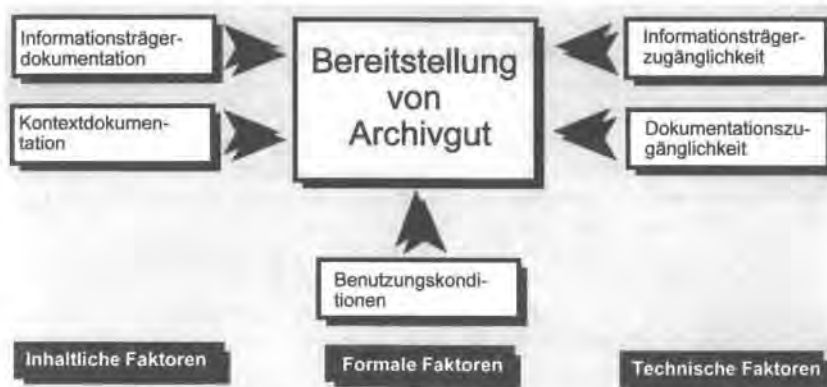 Informationsträger-
dokumentation
Kontextdokumen-
tation
Bereitstellung
von
Archivgut
Informationsträger-
zugänglichkeit
Dokumentationszu-
gänglichkeit
Benutzungskondi-
tionen
Inhaltliche Faktoren
Formale Faktoren
Technische Faktoren